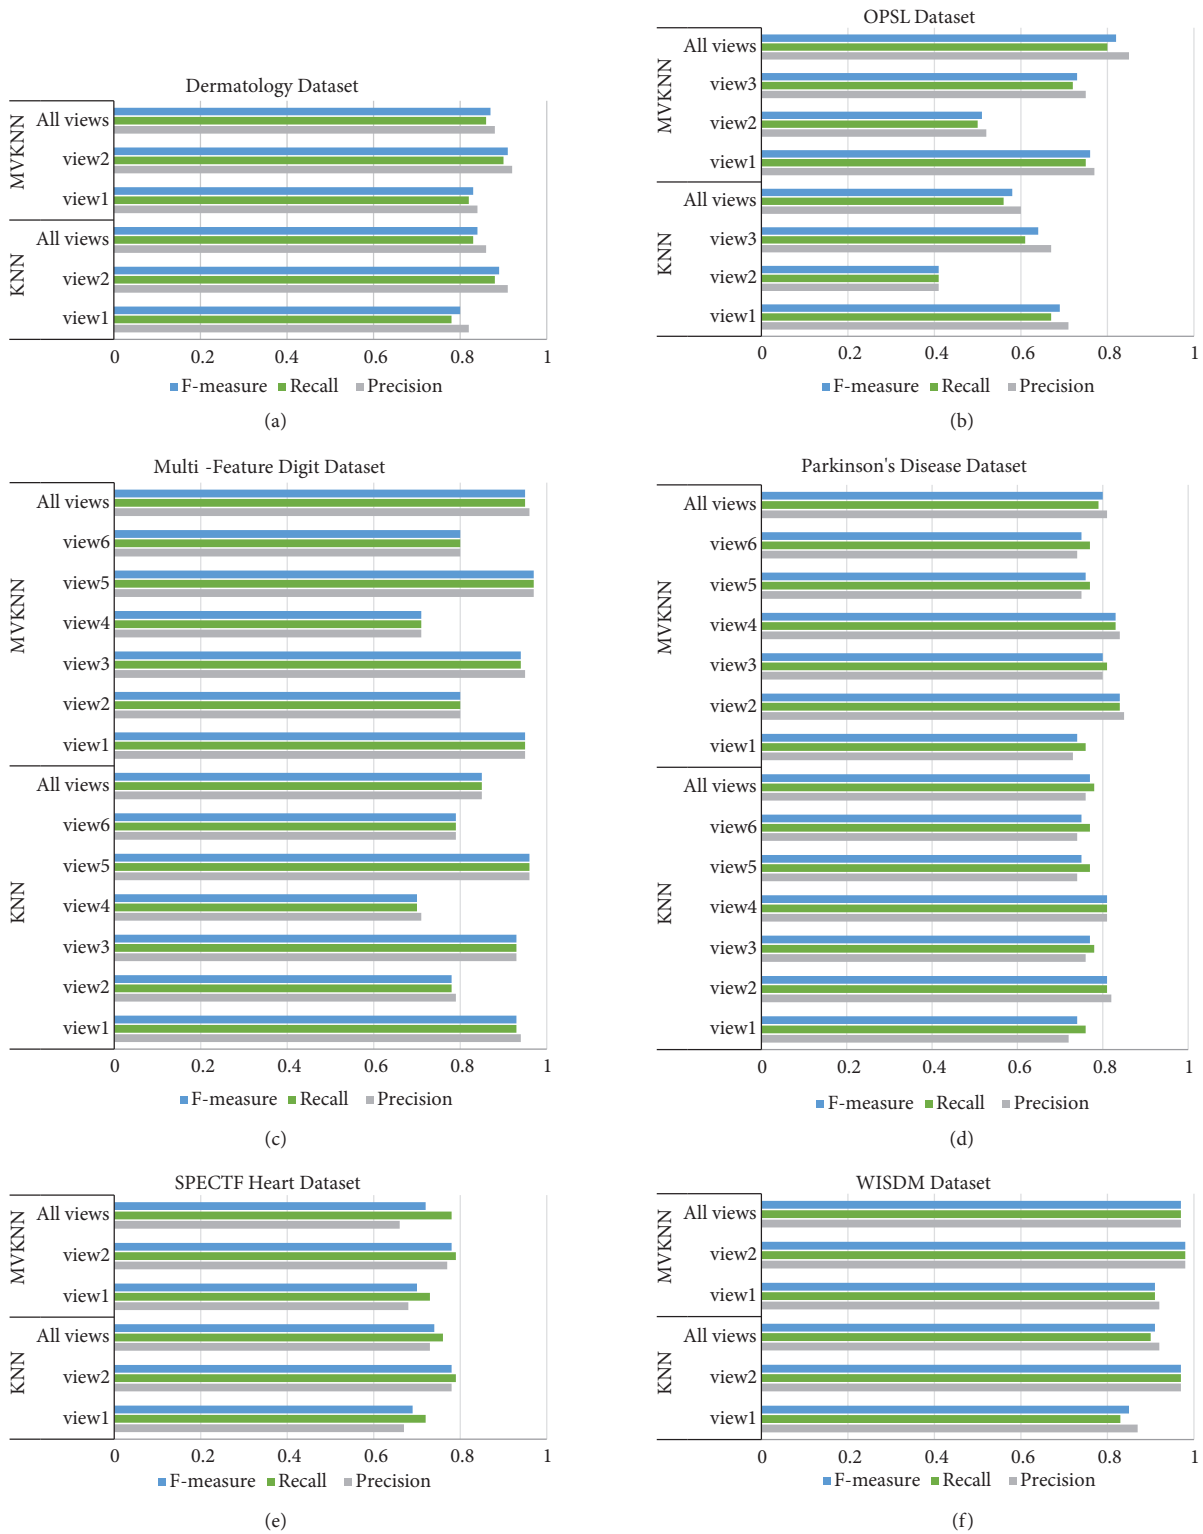 Dermatology Dataset
MVKNN
All views
view2
view1
KNN
All views
view2
view1
0 0.2 0.4 0.6 0.8 1
F-measure Recall Precision
(a)
OPSL Dataset
MVKNN
All views
view3
view2
view1
KNN
All views
view3
view2
view1
0 0.2 0.4 0.6 0.8 1
F-measure Recall Precision
(b)
Multi -Feature Digit Dataset
MVKNN
All views
view6
view5
view4
view3
view2
view1
KNN
All views
view6
view5
view4
view3
view2
view1
0 0.2 0.4 0.6 0.8 1
F-measure Recall Precision
(c)
Parkinson's Disease Dataset
MVKNN
All views
view6
view5
view4
view3
view2
view1
KNN
All views
view6
view5
view4
view3
view2
view1
0 0.2 0.4 0.6 0.8 1
F-measure Recall Precision
(d)
SPECTF Heart Dataset
MVKNN
All views
view2
view1
KNN
All views
view2
view1
0 0.2 0.4 0.6 0.8 1
F-measure Recall Precision
(e)
WISDM Dataset
MVKNN
All views
view2
view1
KNN
All views
view2
view1
0 0.2 0.4 0.6 0.8 1
F-measure Recall Precision
(f)